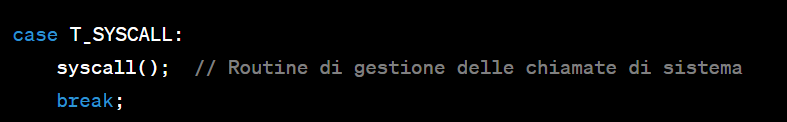 case T_SYSCALL:
syscall();  // Routine di gestione delle chiamate di sistema
break;